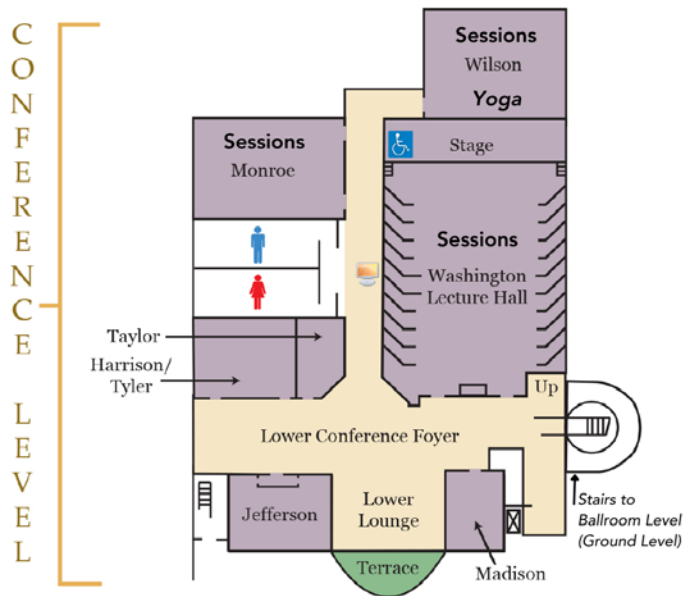 CONFERENCE LEVEL
Sessions
Wilson
Yoga
Stage
Sessions
Monroe
Sessions
Washington
Lecture Hall
Taylor
Harrison/
Tyler
Up
Lower Conference Foyer
Jefferson
Lower
Lounge
Stairs to
Ballroom Level
(Ground Level)
Terrace
Madison